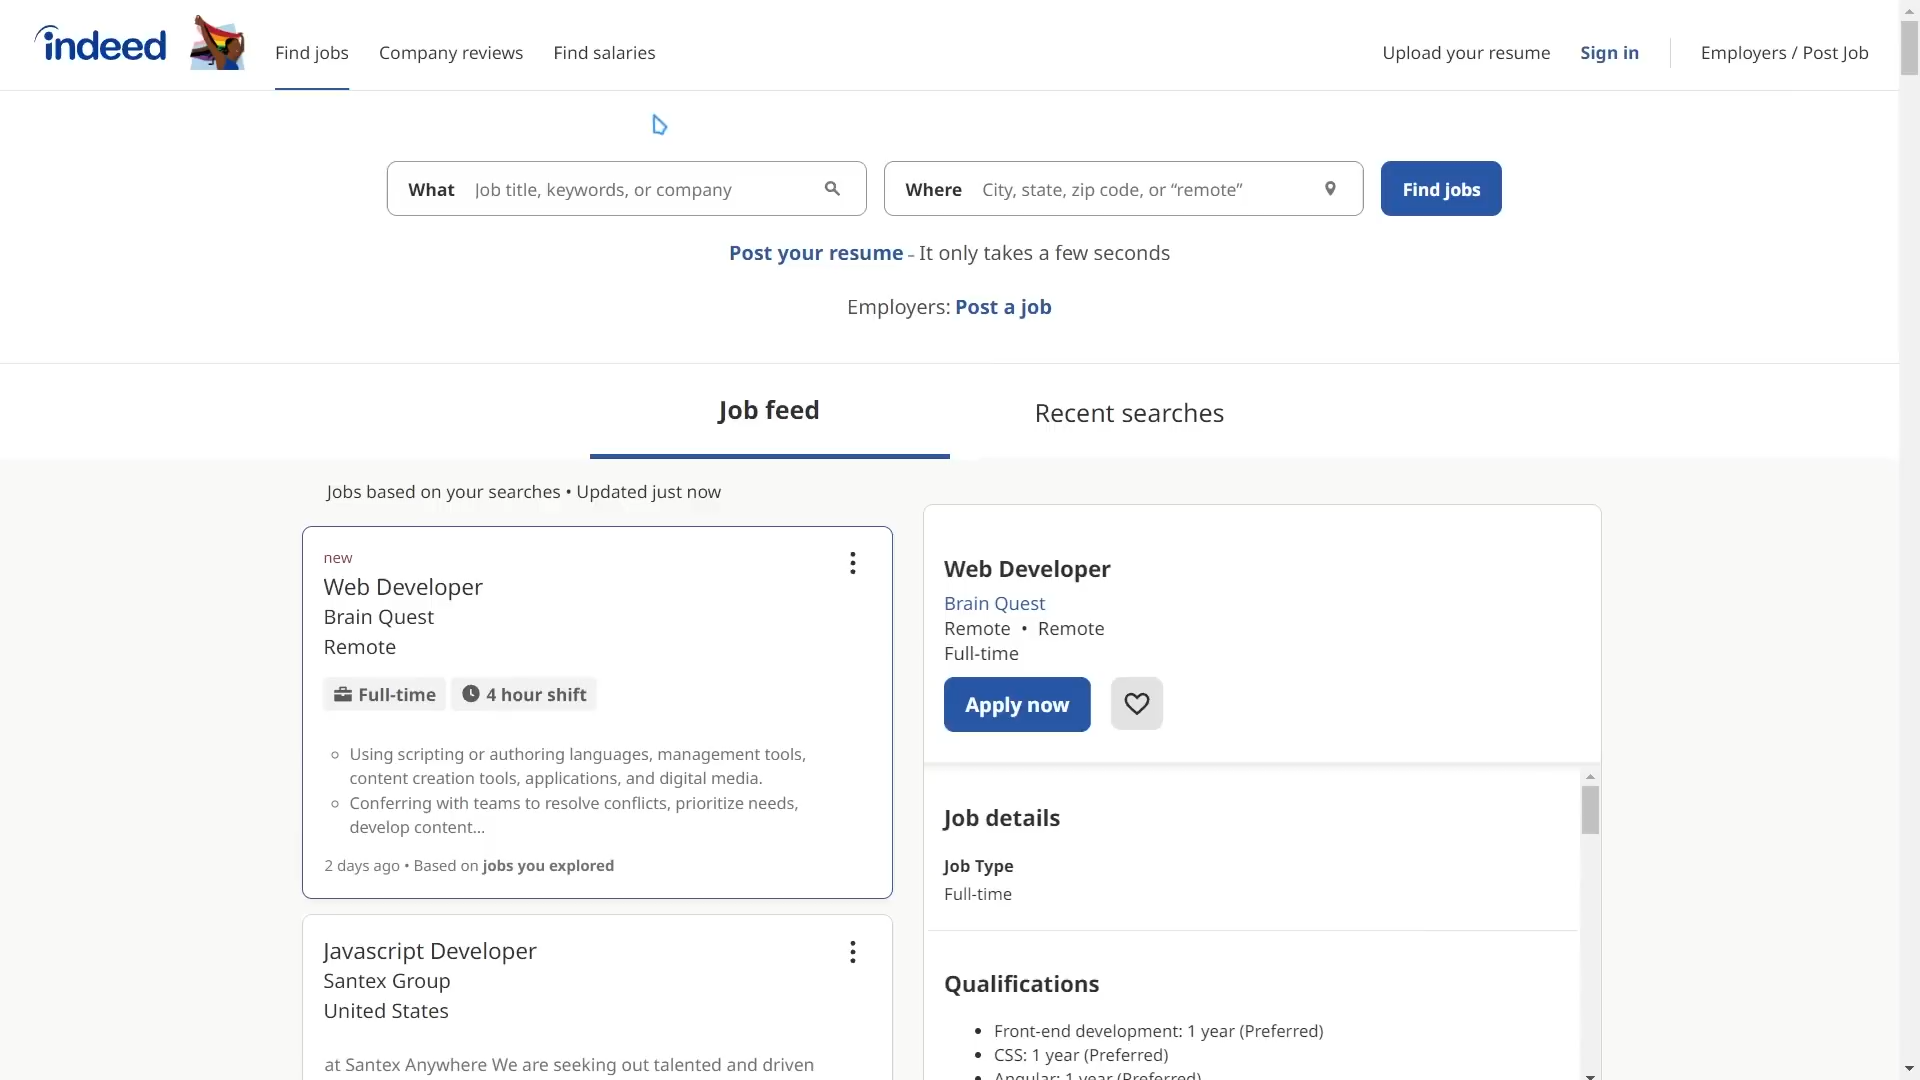 indeed
Find jobs
Company reviews
Find salaries
Upload your resume
Sign in
Employers / Post Job
What Job title, keywords, or company
Where City, state, zip code, or “remote”
Find jobs
Post your resume - It only takes a few seconds
Employers: Post a job
Job feed
Recent searches
Jobs based on your searches • Updated just now
new
Web Developer
Brain Quest
Remote
Full-time
4 hour shift
Using scripting or authoring languages, management tools,
content creation tools, applications, and digital media.
Conferring with teams to resolve conflicts, prioritize needs,
develop content...
2 days ago • Based on jobs you explored
Javascript Developer
Santex Group
United States
at Santex Anywhere We are seeking out talented and driven
Web Developer
Brain Quest
Remote • Remote
Full-time
Apply now
Job details
Job Type
Full-time
Qualifications
• Front-end development: 1 year (Preferred)
• CSS: 1 year (Preferred)
• Angular: 1 year (Preferred)